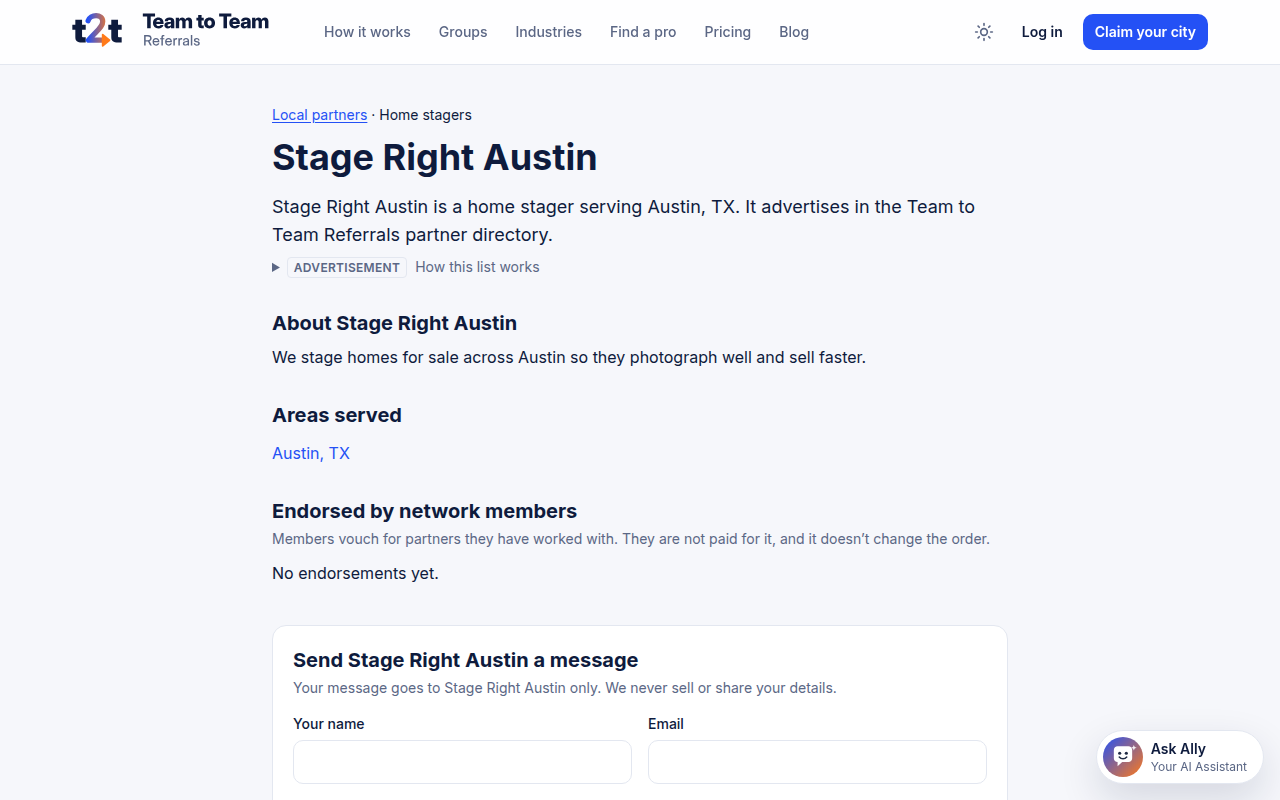 t2t
Team to Team
Referrals
How it works
Groups
Industries
Find a pro
Pricing
Blog
Log in
Claim your city
Local partners · Home stagers
Stage Right Austin
Stage Right Austin is a home stager serving Austin, TX. It advertises in the Team to
Team Referrals partner directory.
ADVERTISEMENT How this list works
About Stage Right Austin
We stage homes for sale across Austin so they photograph well and sell faster.
Areas served
Austin, TX
Endorsed by network members
Members vouch for partners they have worked with. They are not paid for it, and it doesn’t change the order.
No endorsements yet.
Send Stage Right Austin a message
Your message goes to Stage Right Austin only. We never sell or share your details.
Your name
Email
Ask Ally
Your AI Assistant